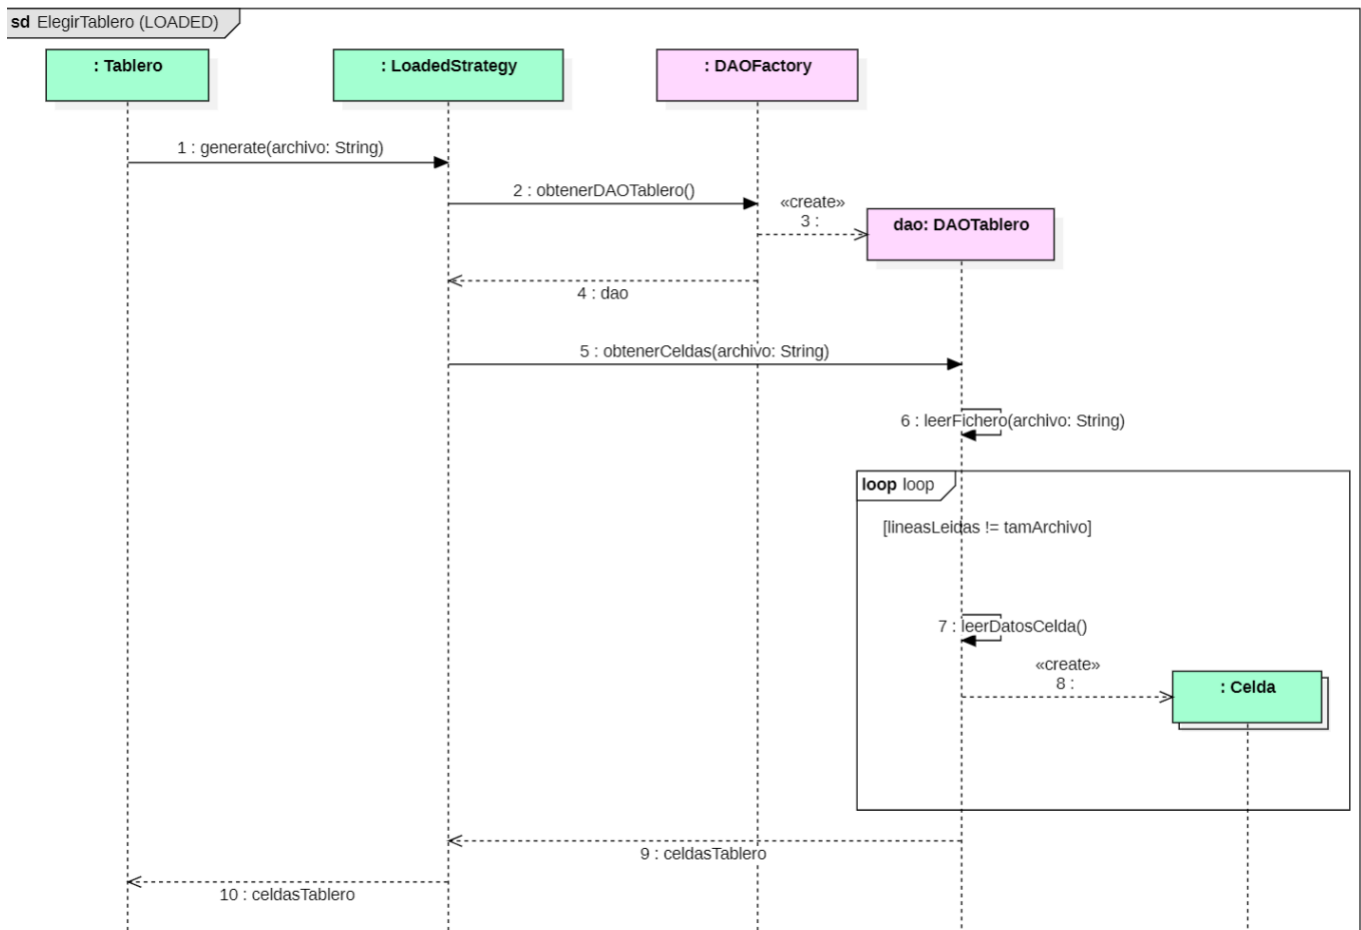 sd ElegirTablero (LOADED)
: Tablero
: LoadedStrategy
: DAOFactory
1 : generate(archivo: String)
2 : obtenerDAOTablero()
«create»
3 :
dao: DAOTablero
4 : dao
5 : obtenerCeldas(archivo: String)
6 : leerFichero(archivo: String)
loop loop
[lineasLeidas != tamArchivo]
7 : leerDatosCelda()
«create»
8 :
: Celda
9 : celdasTablero
10 : celdasTablero